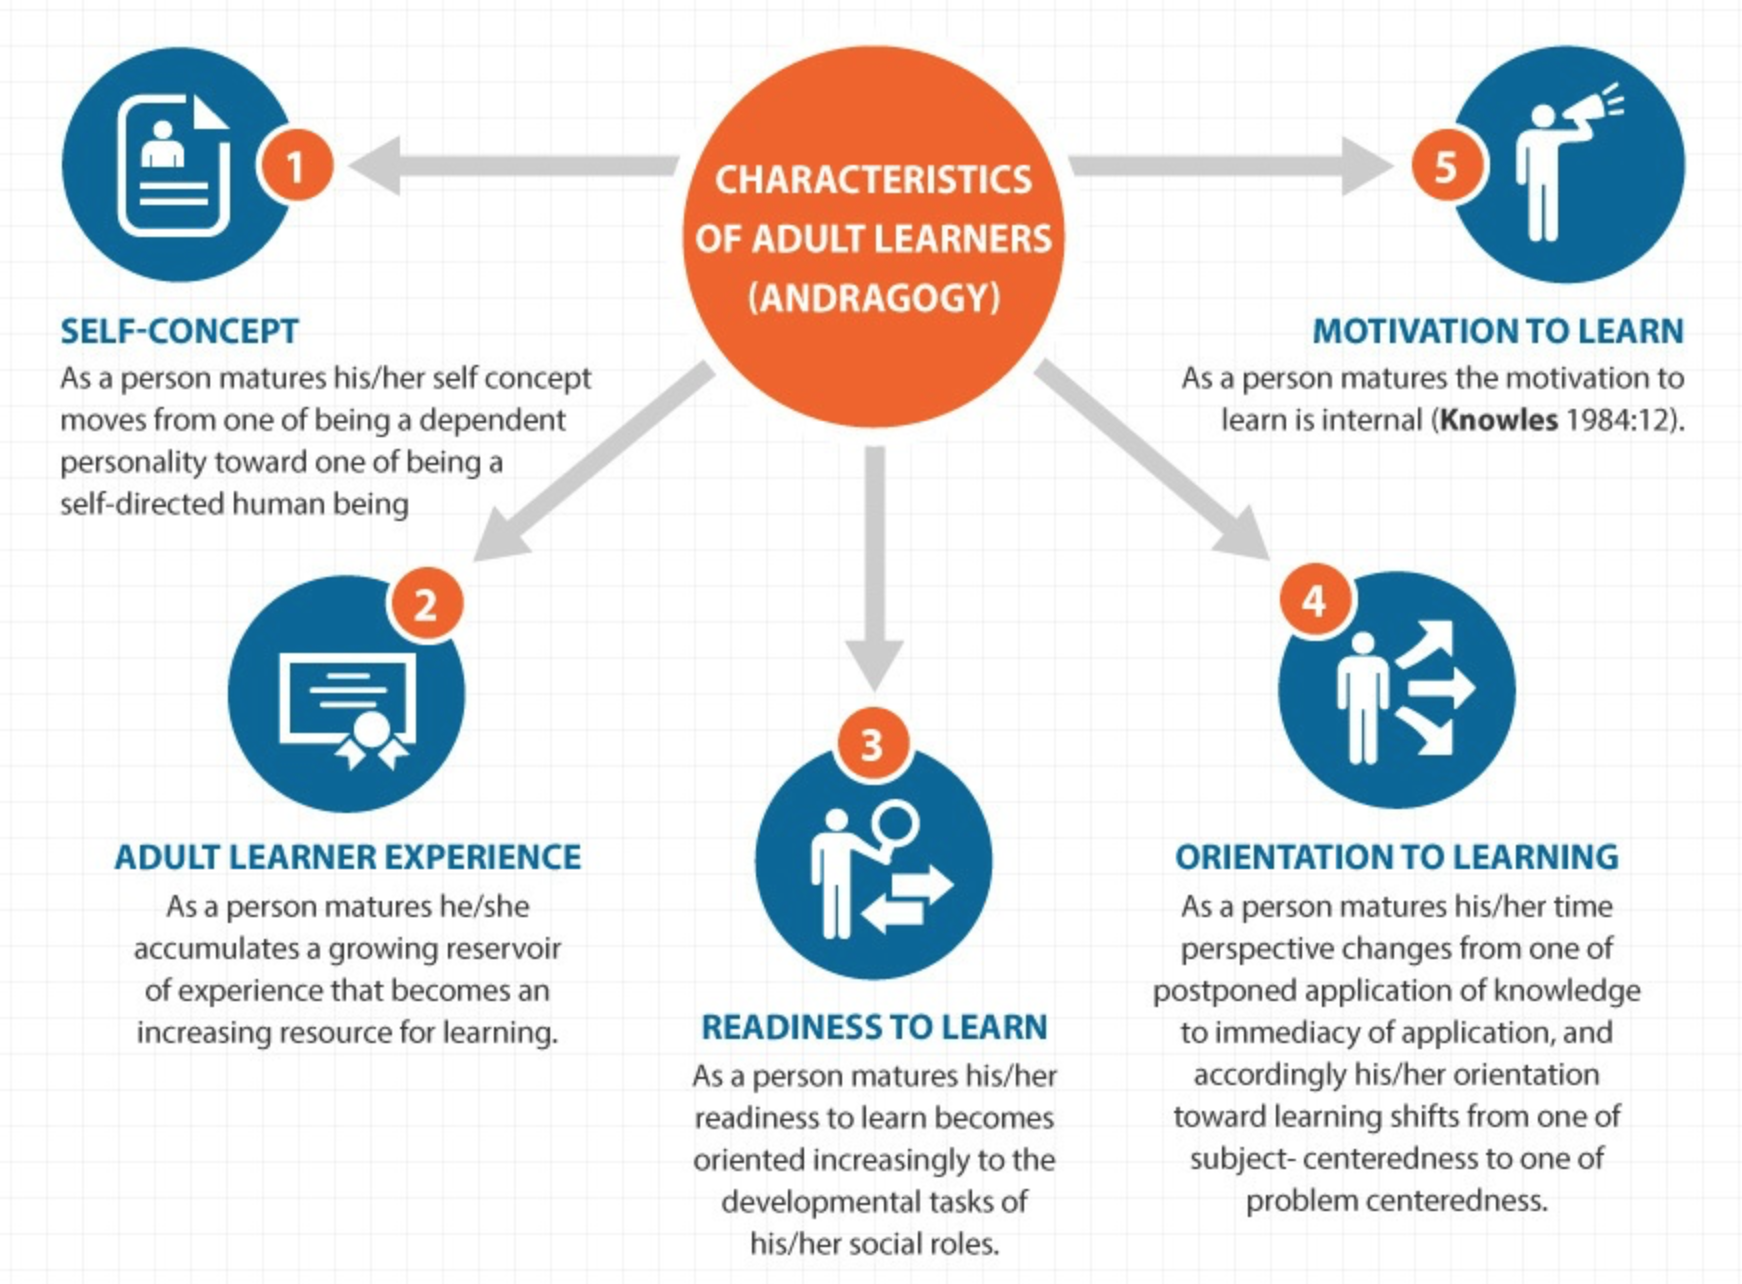 CHARACTERISTICS
OF ADULT LEARNERS
(ANDRAGOGY)
1
SELF-CONCEPT
As a person matures his/her self concept
moves from one of being a dependent
personality toward one of being a
self-directed human being
2
ADULT LEARNER EXPERIENCE
As a person matures he/she
accumulates a growing reservoir
of experience that becomes an
increasing resource for learning.
3
READINESS TO LEARN
As a person matures his/her
readiness to learn becomes
oriented increasingly to the
developmental tasks of
his/her social roles.
4
ORIENTATION TO LEARNING
As a person matures his/her time
perspective changes from one of
postponed application of knowledge
to immediacy of application, and
accordingly his/her orientation
toward learning shifts from one of
subject- centeredness to one of
problem centeredness.
5
MOTIVATION TO LEARN
As a person matures the motivation to
learn is internal (Knowles 1984:12).